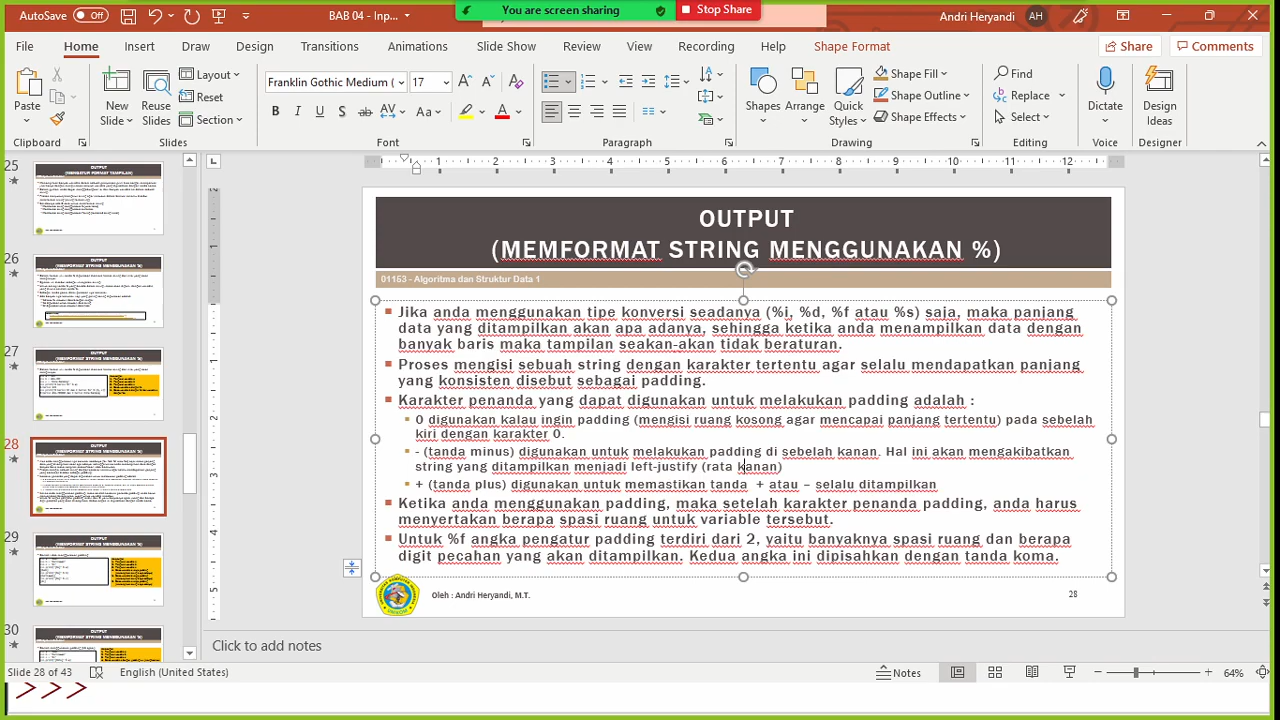 AutoSave Off BAB 04 - Inp... You are screen sharing Stop Share Andri Heryandi AH
File Home Insert Draw Design Transitions Animations Slide Show Review View Recording Help Shape Format Share Comments
Paste New Slide Reuse Slides Layout Reset Section
Franklin Gothic Medium ( 17
Shapes Arrange Quick Styles Shape Fill Shape Outline Shape Effects
Find Replace Select
Dictate Design Ideas
Clipboard Slides Font Paragraph Drawing Editing Voice Designer
25
26
27
28
29
30
OUTPUT
(MEMFORMAT STRING MENGGUNAKAN %)
01153 - Algoritma dan Struktur Data 1
Jika anda menggunakan tipe konversi seadanya (%i, %d, %f atau %s) saja, maka panjang
data yang ditampilkan akan apa adanya, sehingga ketika anda menampilkan data dengan
banyak baris maka tampilan seakan-akan tidak beraturan.
Proses mengisi sebuah string dengan karakter tertentu agar selalu mendapatkan panjang
yang konsisten disebut sebagai padding.
Karakter penanda yang dapat digunakan untuk melakukan padding adalah :
0 digunakan kalau ingin padding (mengisi ruang kosong agar mencapai panjang tertentu) pada sebelah
kiri dengan karakter 0.
- (tanda minus) digunakan untuk melakukan padding di sebelah kanan. Hal ini akan mengakibatkan
string yang ditampilkan menjadi left-justify (rata kanan)
+ (tanda plus) digunakan untuk memastikan tanda + atau – selalu ditampilkan
Ketika anda menggunakan padding, maka setelah karakter penanda padding, anda harus
menyertakan berapa spasi ruang untuk variable tersebut.
Untuk %f angka pengatur padding terdiri dari 2, yaitu banyaknya spasi ruang dan berapa
digit pecahan yang akan ditampilkan. Kedua angka ini dipisahkan dengan tanda koma.
Oleh : Andri Heryandi, M.T.
28
Click to add notes
Slide 28 of 43 English (United States) Notes 64%